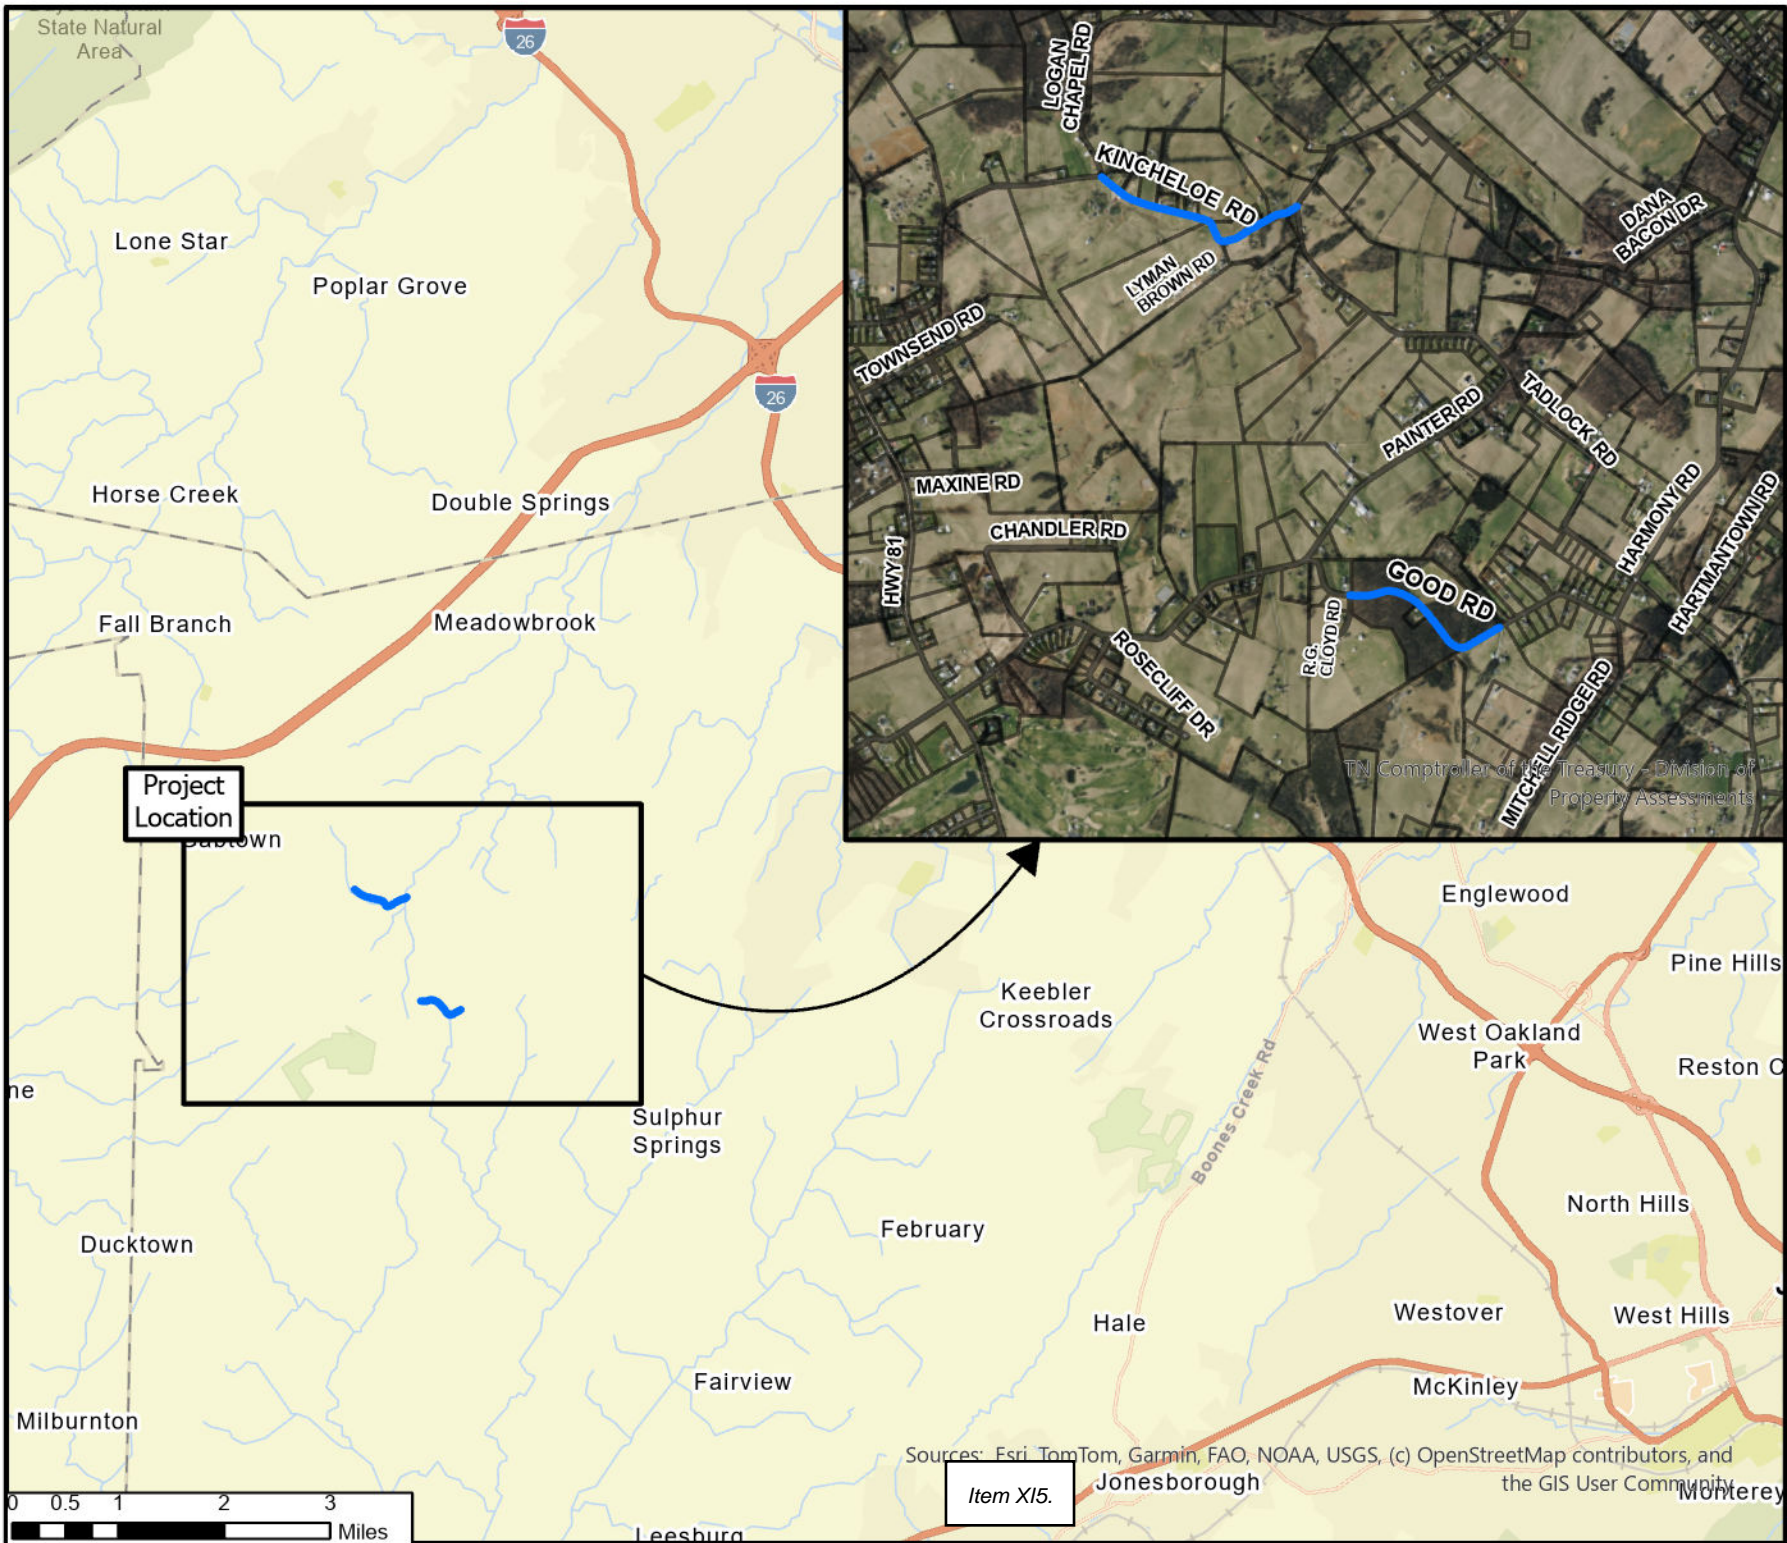 State Natural
Area
26
Lone Star
Poplar Grove
26
Horse Creek
Double Springs
Fall Branch
Meadowbrook
Project
Location
Sulphur
Springs
Keebler
Crossroads
Boones Creek Rd
Englewood
Pine Hills
West Oakland
Park
Reston C
North Hills
February
Ducktown
Hale
Westover
West Hills
Fairview
McKinley
Milburnton
Jonesborough
Monterey
Leesburg
ne
LOGAN
CHAPEL RD
KINCHELOE RD
LYMAN
BROWN RD
DANA
BACON DR
TOWNSEND RD
PAINTER RD
TADLOCK RD
MAXINE RD
CHANDLER RD
HWY 81
HARMONY RD
HARTMANTOWN RD
GOOD RD
R.G.
CLOYD RD
ROSECLIFF DR
MITCHELL RIDGE RD
TN Comptroller of the Treasury - Division of
Property Assessments
Sources: Esri, TomTom, Garmin, FAO, NOAA, USGS, (c) OpenStreetMap contributors, and
the GIS User Community
Item XI5.
0 0.5 1 2 3
Miles